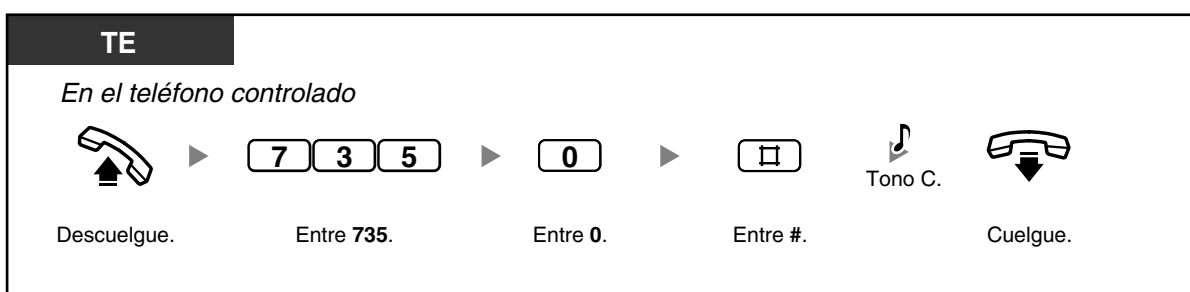 TE
En el teléfono controlado
7 3 5 0 #
Tono C.
Descuelgue. Entre 735. Entre 0. Entre #. Cuelgue.